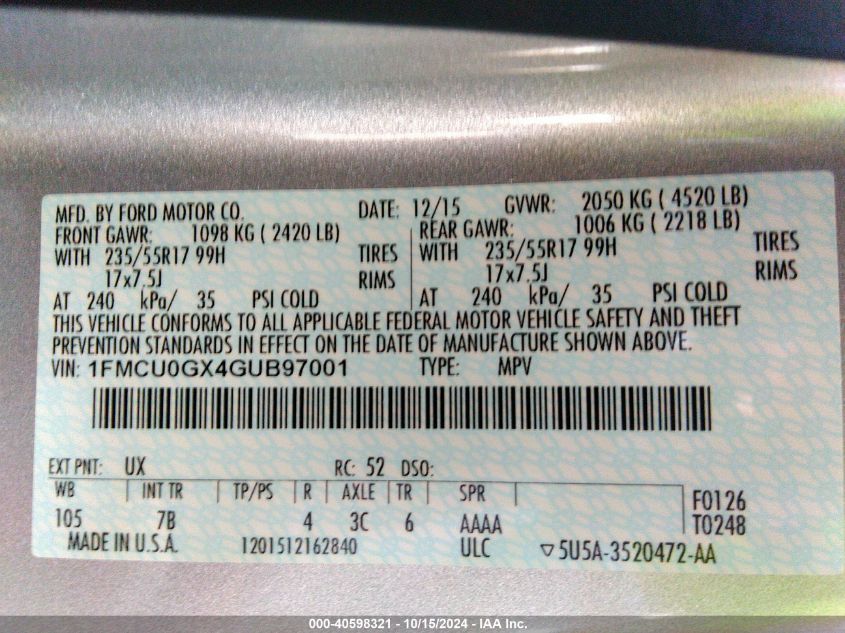 MFD. BY FORD MOTOR CO. DATE: 12/15 GVWR: 2050 KG ( 4520 LB)
FRONT GAWR: 1098 KG ( 2420 LB) REAR GAWR: 1006 KG ( 2218 LB)
WITH 235/55R17 99H TIRES WITH 235/55R17 99H TIRES
17x7.5J RIMS 17x7.5J RIMS
AT 240 kPa/ 35 PSI COLD AT 240 kPa/ 35 PSI COLD
THIS VEHICLE CONFORMS TO ALL APPLICABLE FEDERAL MOTOR VEHICLE SAFETY AND THEFT
PREVENTION STANDARDS IN EFFECT ON THE DATE OF MANUFACTURE SHOWN ABOVE.
VIN: 1FMCU0GX4GUB97001 TYPE: MPV
EXT PNT: UX RC: 52 DSO:
WB INT TR TP/PS R AXLE TR SPR F0126
105 7B 4 3C 6 AAAA T0248
MADE IN U.S.A. 1201512162840 ULC ▽5U5A-3520472-AA
000-40598321 - 10/15/2024 - IAA Inc.